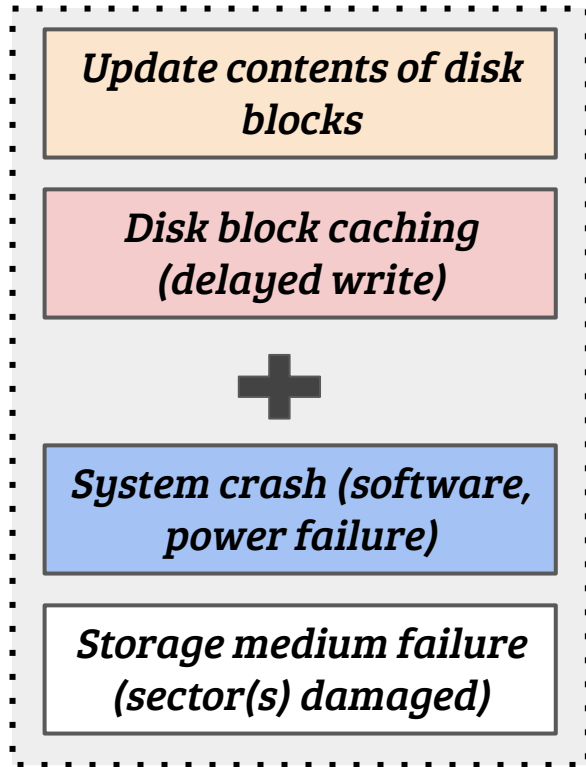 Update contents of disk
blocks
Disk block caching
(delayed write)
System crash (software,
power failure)
Storage medium failure
(sector(s) damaged)